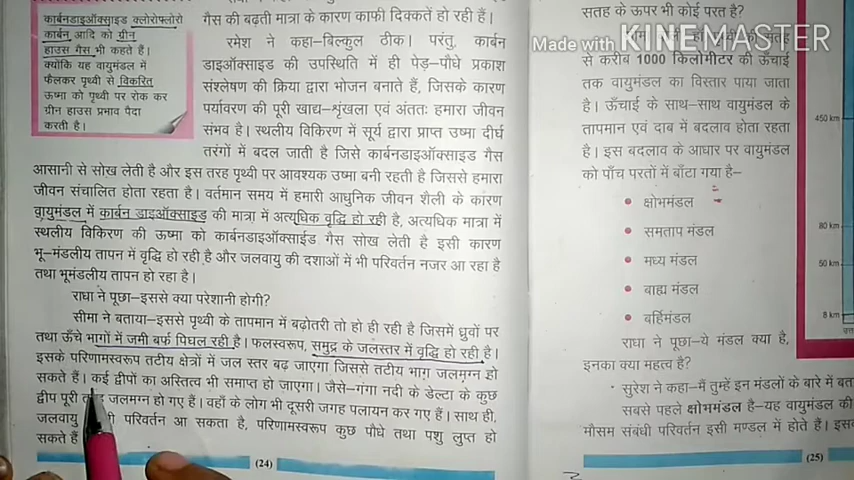 कार्बनडाइऑक्साइड क्लोरोफ्लोरो
कार्बन आदि को ग्रीन
हाउस गैस भी कहते हैं।
क्योंकि यह वायुमंडल में
फैलकर पृथ्वी से विकरित
ऊष्मा को पृथ्वी पर रोक कर
ग्रीन हाउस प्रभाव पैदा
करती है।
गैस की बढ़ती मात्रा के कारण काफी दिक्कतें हो रही हैं।
रमेश ने कहा–बिल्कुल ठीक। परंतु, कार्बन
डाइऑक्साइड की उपस्थिति में ही पेड़–पौधे प्रकाश
संश्लेषण की क्रिया द्वारा भोजन बनाते हैं, जिसके कारण
पर्यावरण की पूरी खाद्य–शृंखला एवं अंततः हमारा जीवन
संभव है। स्थलीय विकिरण में सूर्य द्वारा प्राप्त उष्मा दीर्घ
तरंगों में बदल जाती है जिसे कार्बनडाइऑक्साइड गैस
आसानी से सोख लेती है और इस तरह पृथ्वी पर आवश्यक उष्मा बनी रहती है जिससे हमारा
जीवन संचालित होता रहता है। वर्तमान समय में हमारी आधुनिक जीवन शैली के कारण
वायुमंडल में कार्बन डाइऑक्साइड की मात्रा में अत्यधिक वृद्धि हो रही है, अत्यधिक मात्रा में
स्थलीय विकिरण की ऊष्मा को कार्बनडाइऑक्साईड गैस सोख लेती है इसी कारण
भू–मंडलीय तापन में वृद्धि हो रही है और जलवायु की दशाओं में भी परिवर्तन नजर आ रहा है
तथा भूमंडलीय तापन हो रहा है।
राधा ने पूछा–इससे क्या परेशानी होगी?
सीमा ने बताया–इससे पृथ्वी के तापमान में बढ़ोतरी तो हो ही रही है जिसमें ध्रुवों पर
तथा ऊँचे भागों में जमी बर्फ पिघल रही है। फलस्वरूप, समुद्र के जलस्तर में वृद्धि हो रही है।
इसके परिणामस्वरूप तटीय क्षेत्रों में जल स्तर बढ़ जाएगा जिससे तटीय भाग जलमग्न हो
सकते हैं। कई द्वीपों का अस्तित्व भी समाप्त हो जाएगा। जैसे–गंगा नदी के डेल्टा के कुछ
द्वीप पूरी जलमग्न हो गए हैं। वहाँ के लोग भी दूसरी जगह पलायन कर गए हैं। साथ ही,
जलवायु परिवर्तन आ सकता है, परिणामस्वरूप कुछ पौधे तथा पशु लुप्त हो
सकते हैं
(24)
सतह के ऊपर भी कोई परत है?
Made with KINEMASTER
से करीब 1000 किलोमीटर की ऊँचाई
तक वायुमंडल का विस्तार पाया जाता
है। ऊँचाई के साथ–साथ वायुमंडल के
तापमान एवं दाब में बदलाव होता रहता
है। इस बदलाव के आधार पर वायुमंडल
को पाँच परतों में बाँटा गया है–
• क्षोभमंडल
• समताप मंडल
• मध्य मंडल
• बाह्य मंडल
• बर्हिमंडल
राधा ने पूछा–ये मंडल क्या है,
इनका क्या महत्व है?
सुरेश ने कहा–मैं तुम्हें इन मंडलों के बारे में
सबसे पहले क्षोभमंडल है–यह वायुमंडल की
मौसम संबंधी परिवर्तन इसी मण्डल में होते हैं।
(25)
450 km
80 km
50 km
8 km